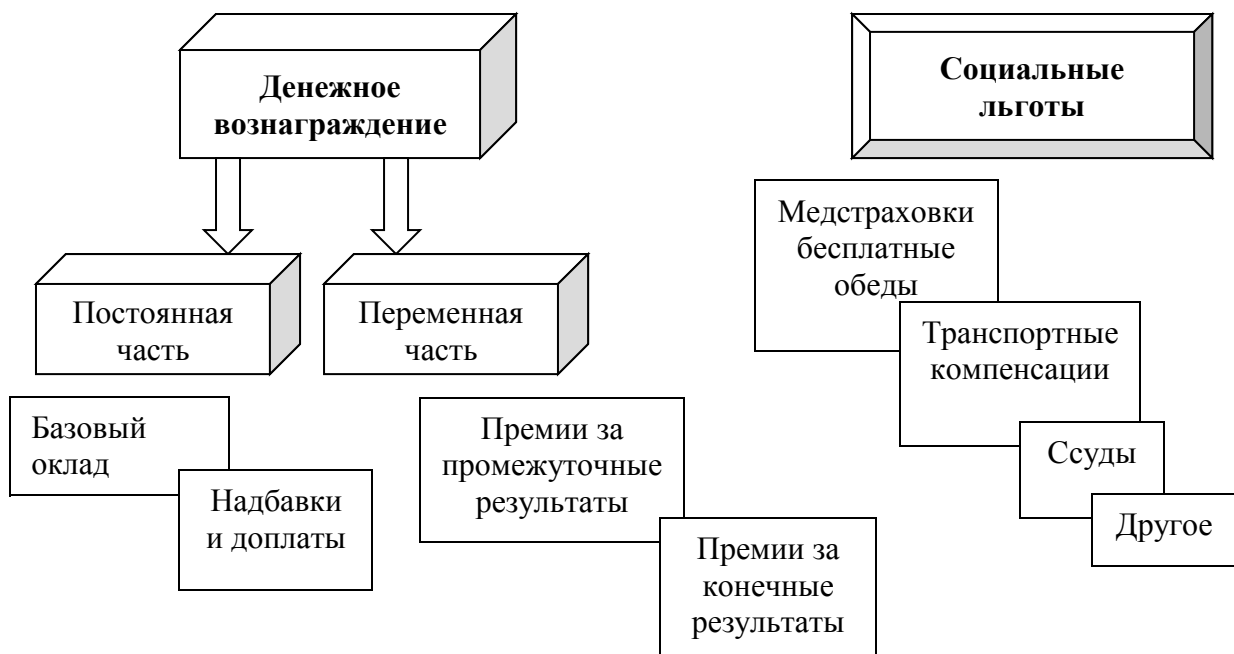 Денежное
вознаграждение
Социальные
льготы
Постоянная
часть
Переменная
часть
Базовый
оклад
Надбавки
и доплаты
Премии за
промежуточные
результаты
Премии за
конечные
результаты
Медстраховки
бесплатные
обеды
Транспортные
компенсации
Ссуды
Другое